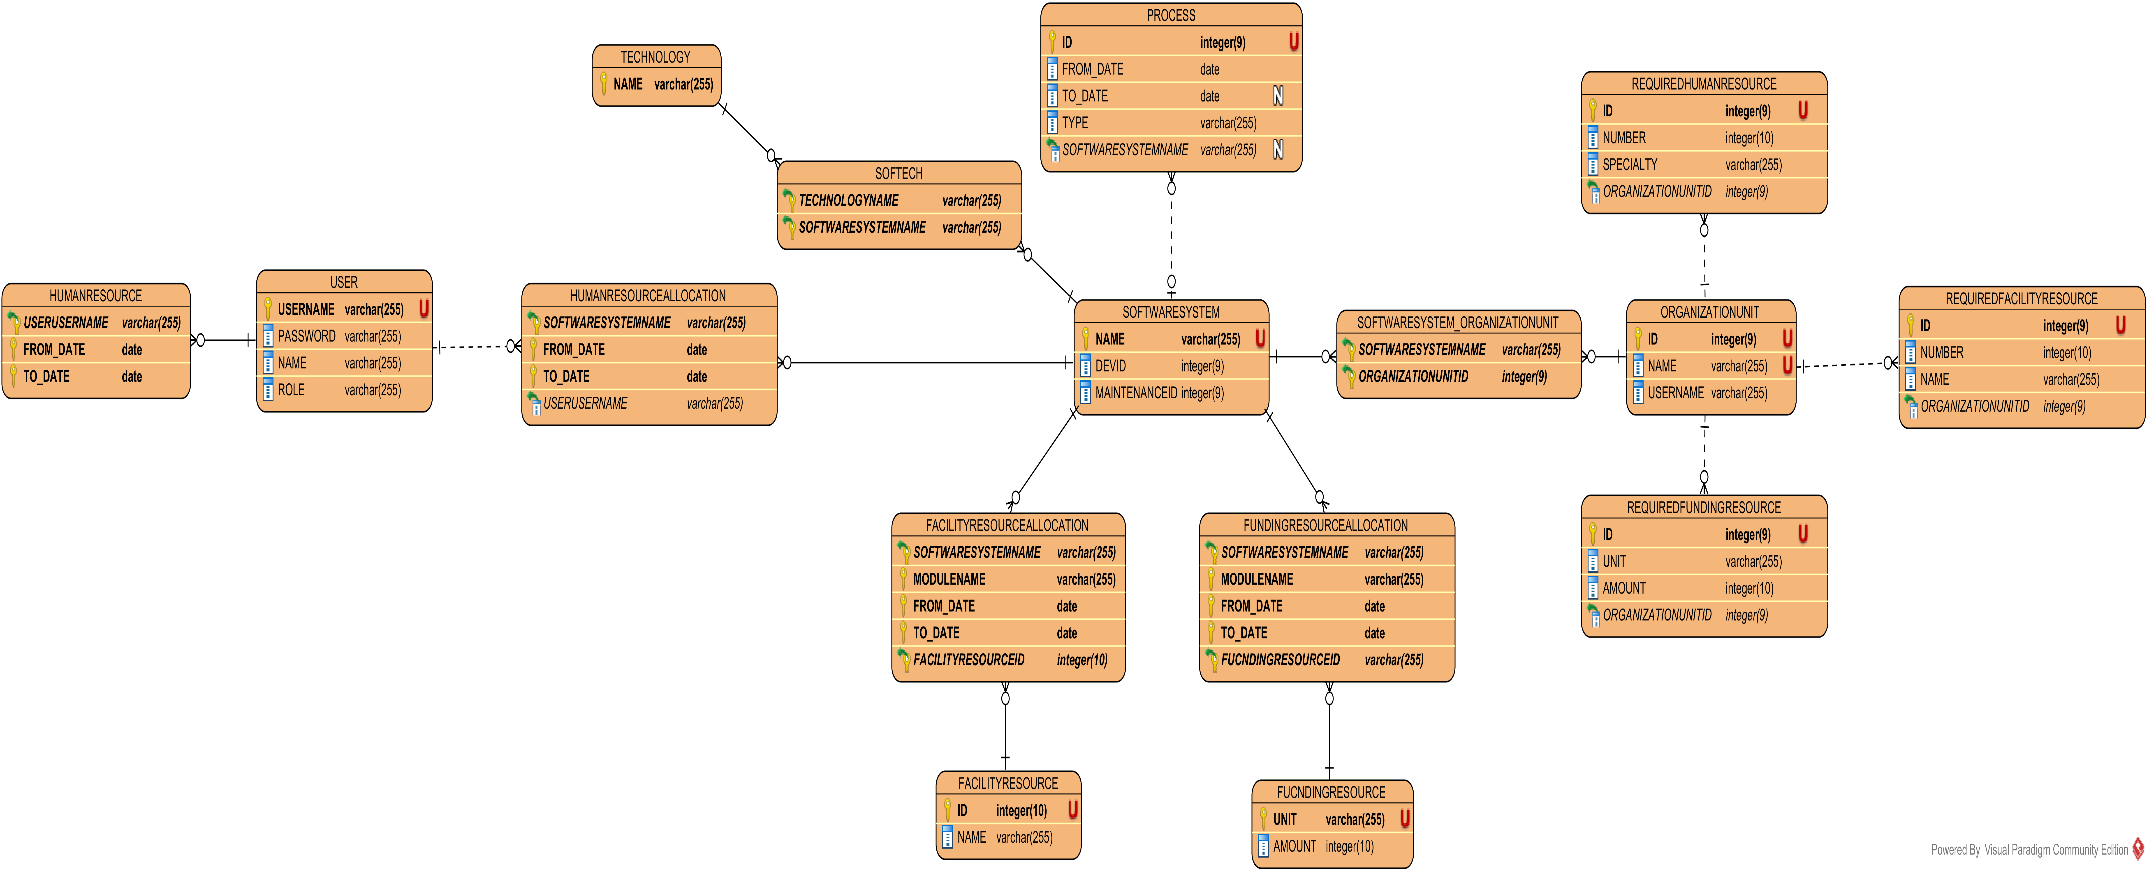 PROCESS
ID integer(9) U
FROM_DATE date
TO_DATE date N
TYPE varchar(255)
SOFTWARESYSTEMNAME varchar(255) N
TECHNOLOGY
NAME varchar(255)
REQUIREDHUMANRESOURCE
ID integer(9) U
NUMBER integer(10)
SPECIALTY varchar(255)
ORGANIZATIONUNITID integer(9)
SOFTECH
TECHNOLOGYNAME varchar(255)
SOFTWARESYSTEMNAME varchar(255)
HUMANRESOURCE
USERUSERNAME varchar(255)
FROM_DATE date
TO_DATE date
USER
USERNAME varchar(255) U
PASSWORD varchar(255)
NAME varchar(255)
ROLE varchar(255)
HUMANRESOURCEALLOCATION
SOFTWARESYSTEMNAME varchar(255)
FROM_DATE date
TO_DATE date
USERUSERNAME varchar(255)
SOFTWARESYSTEM
NAME varchar(255) U
DEVID integer(9)
MAINTENANCEID integer(9)
SOFTWARESYSTEM_ORGANIZATIONUNIT
SOFTWARESYSTEMNAME varchar(255)
ORGANIZATIONUNITID integer(9)
ORGANIZATIONUNIT
ID integer(9) U
NAME varchar(255) U
USERNAME varchar(255)
REQUIREDFACILITYRESOURCE
ID integer(9) U
NUMBER integer(10)
NAME varchar(255)
ORGANIZATIONUNITID integer(9)
FACILITYRESOURCEALLOCATION
SOFTWARESYSTEMNAME varchar(255)
MODULENAME varchar(255)
FROM_DATE date
TO_DATE date
FACILITYRESOURCEID integer(10)
FUNDINGRESOURCEALLOCATION
SOFTWARESYSTEMNAME varchar(255)
MODULENAME varchar(255)
FROM_DATE date
TO_DATE date
FUCNDINGRESOURCEID varchar(255)
REQUIREDFUNDINGRESOURCE
ID integer(9) U
UNIT varchar(255)
AMOUNT integer(10)
ORGANIZATIONUNITID integer(9)
FACILITYRESOURCE
ID integer(10) U
NAME varchar(255)
FUCNDINGRESOURCE
UNIT varchar(255) U
AMOUNT integer(10)
Powered By Visual Paradigm Community Edition